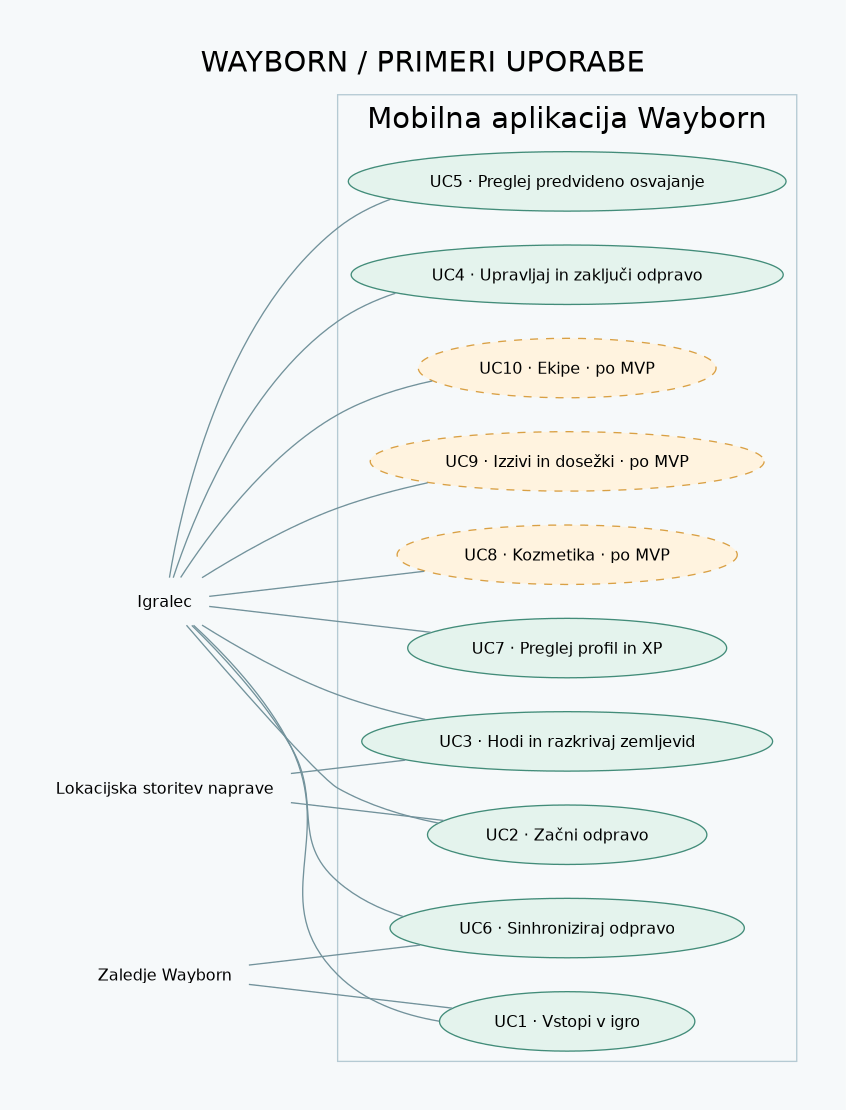 WAYBORN / PRIMERI UPORABE
Mobilna aplikacija Wayborn
UC5 · Preglej predvideno osvajanje
UC4 · Upravljaj in zaključi odpravo
UC10 · Ekipe · po MVP
UC9 · Izzivi in dosežki · po MVP
UC8 · Kozmetika · po MVP
Igralec
UC7 · Preglej profil in XP
UC3 · Hodi in razkrivaj zemljevid
Lokacijska storitev naprave
UC2 · Začni odpravo
UC6 · Sinhroniziraj odpravo
Zaledje Wayborn
UC1 · Vstopi v igro